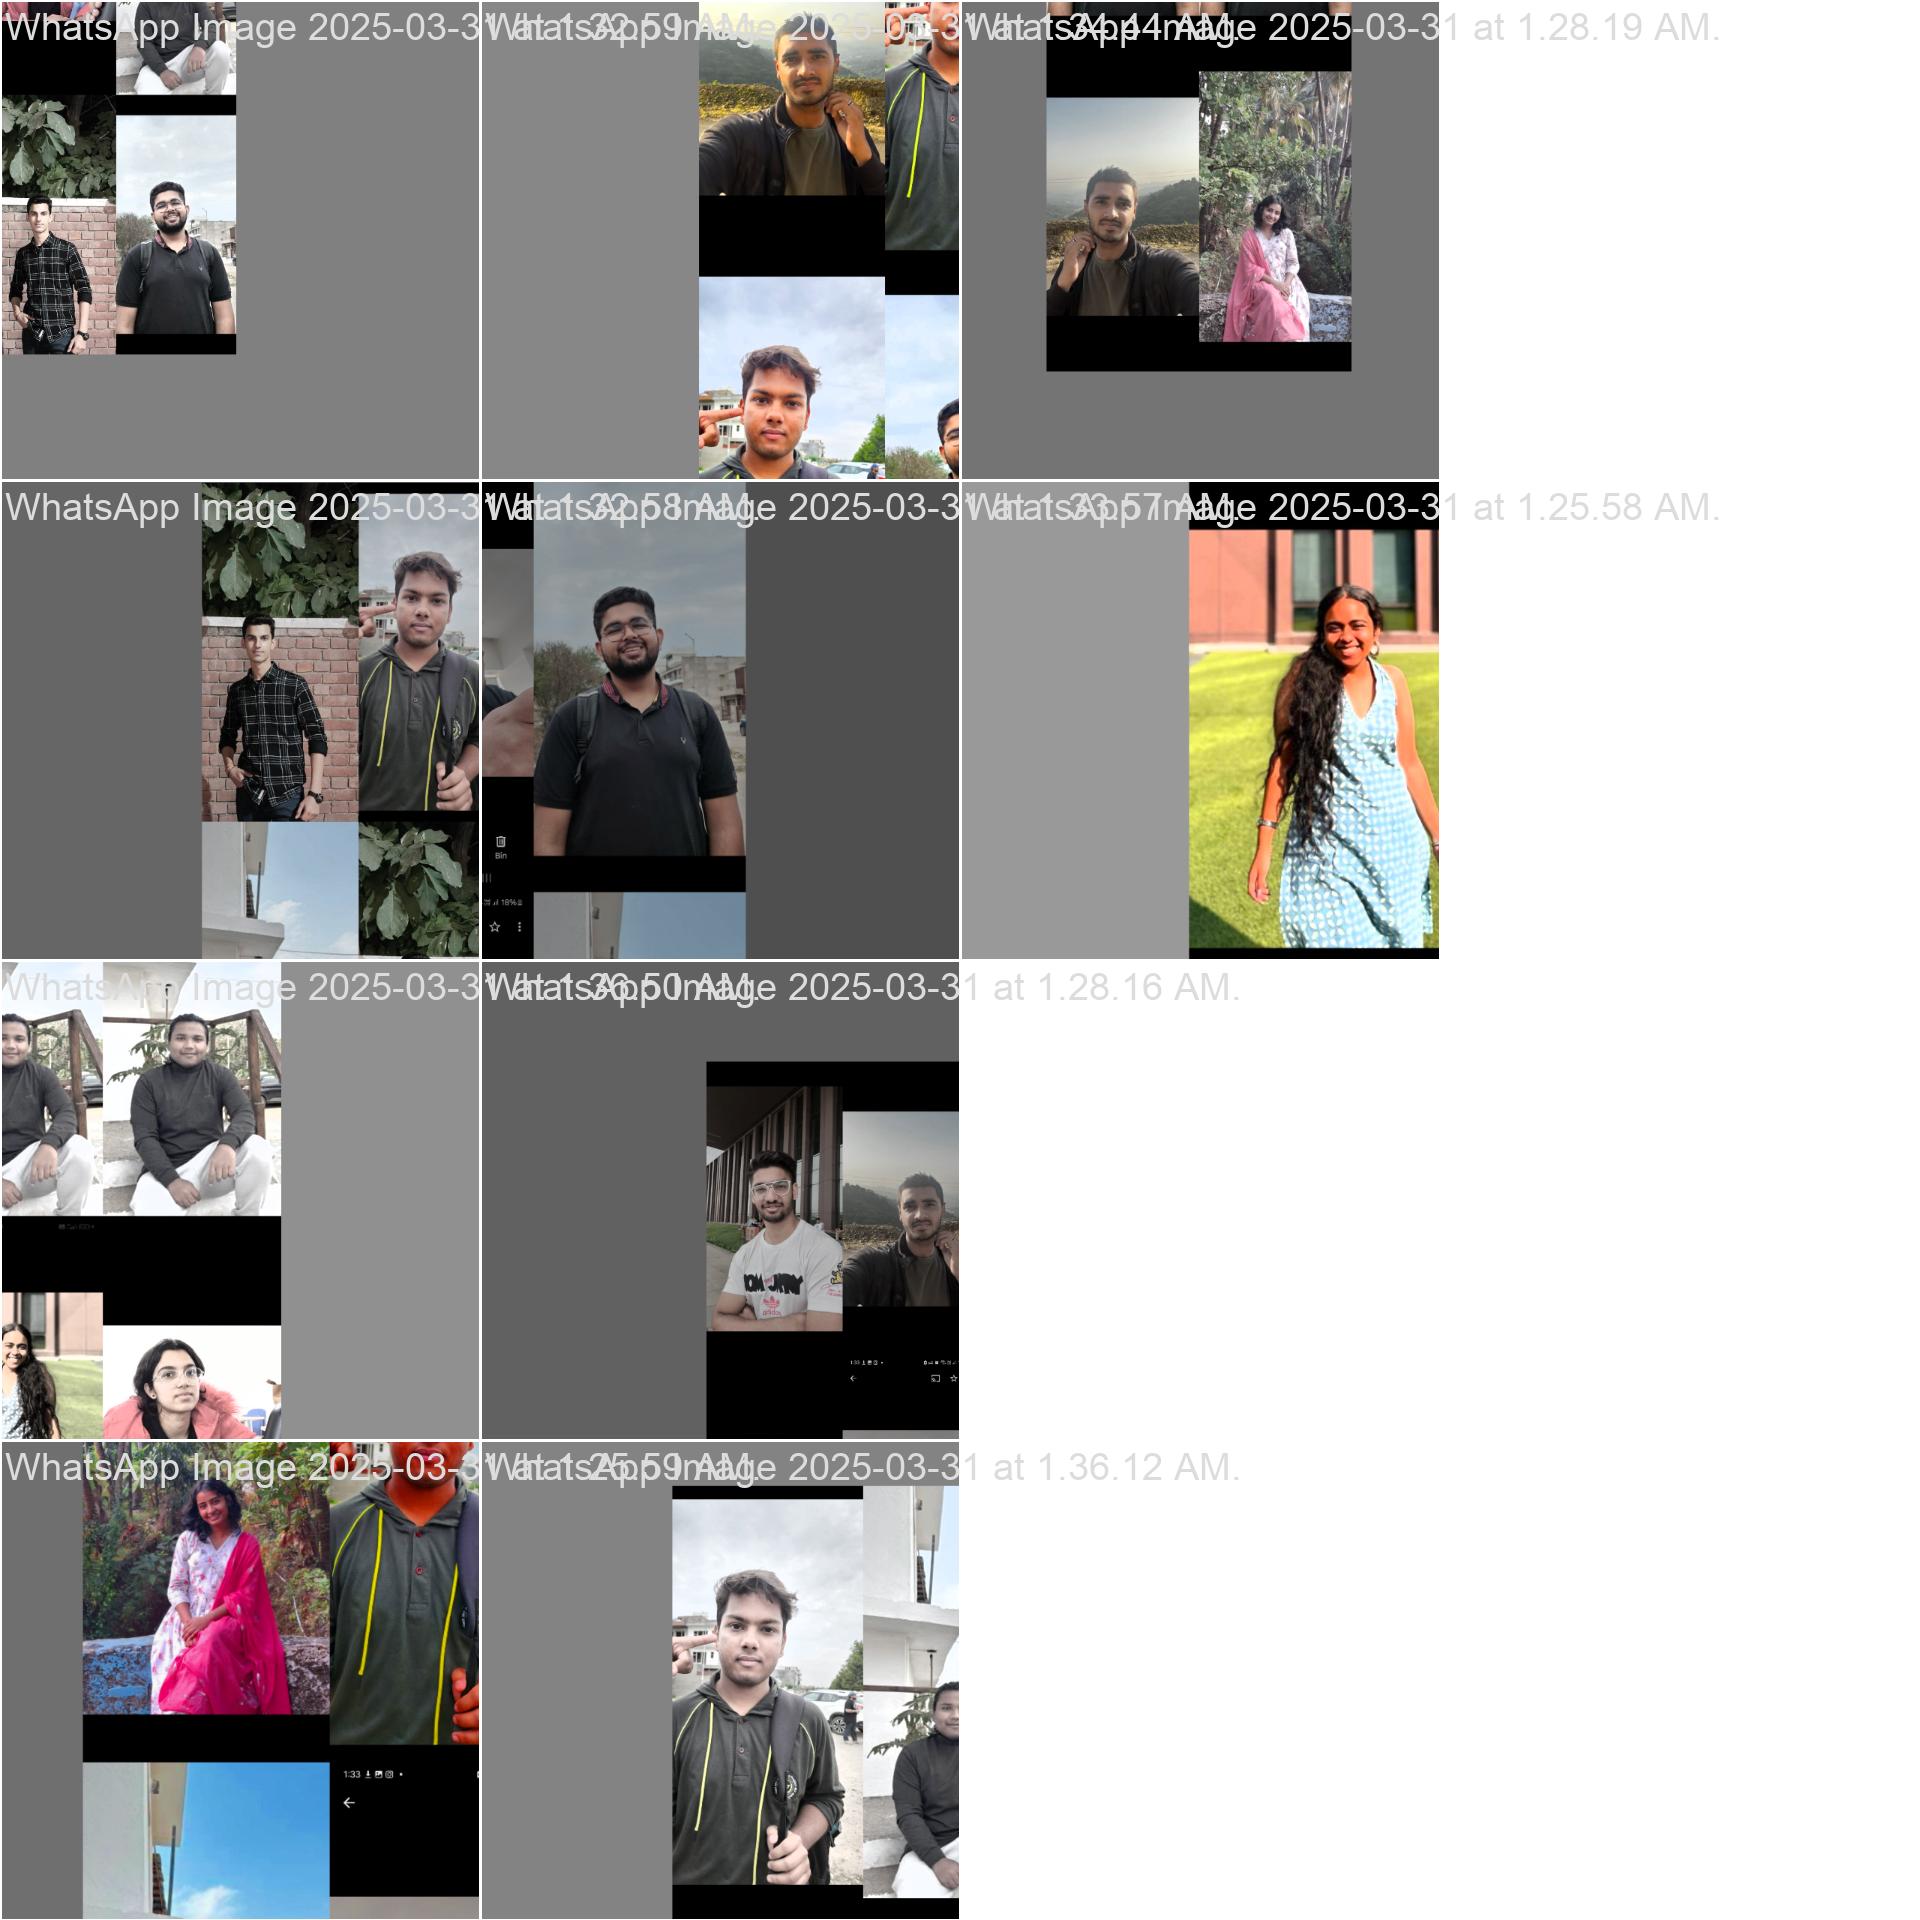 WhatsApp Image 2025-03-31 at 1.32.59 AM.
WhatsApp Image 2025-03-31 at 1.34.44 AM.
WhatsApp Image 2025-03-31 at 1.28.19 AM.
WhatsApp Image 2025-03-31 at 1.32.58 AM.
WhatsApp Image 2025-03-31 at 1.33.57 AM.
WhatsApp Image 2025-03-31 at 1.25.58 AM.
Bin
18%
WhatsApp Image 2025-03-31 at 1.36.50 AM.
WhatsApp Image 2025-03-31 at 1.28.16 AM.
adidas
1:33
WhatsApp Image 2025-03-31 at 1.25.59 AM.
WhatsApp Image 2025-03-31 at 1.36.12 AM.
1:33